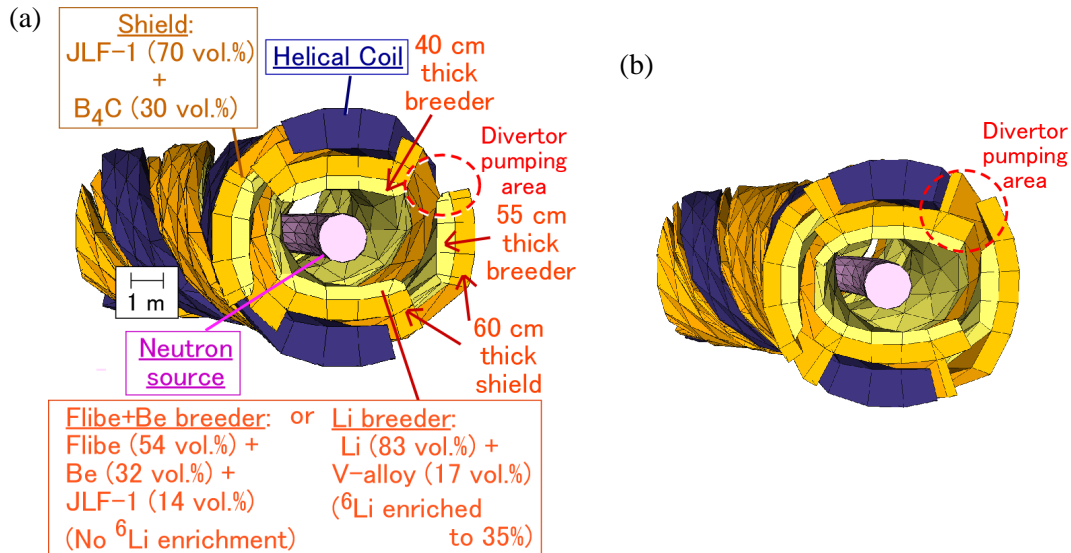 (a)
Shield:
JLF-1 (70 vol.%)
+
B₄C (30 vol.%)
Helical Coil
40 cm
thick
breeder
Divertor
pumping
area
55 cm
thick
breeder
1 m
60 cm
thick
shield
Neutron
source
Flibe+Be breeder:
Flibe (54 vol.%) +
Be (32 vol.%) +
JLF-1 (14 vol.%)
(No ⁶Li enrichment)
or
Li breeder:
Li (83 vol.%) +
V-alloy (17 vol.%)
(⁶Li enriched
to 35%)
(b)
Divertor
pumping
area